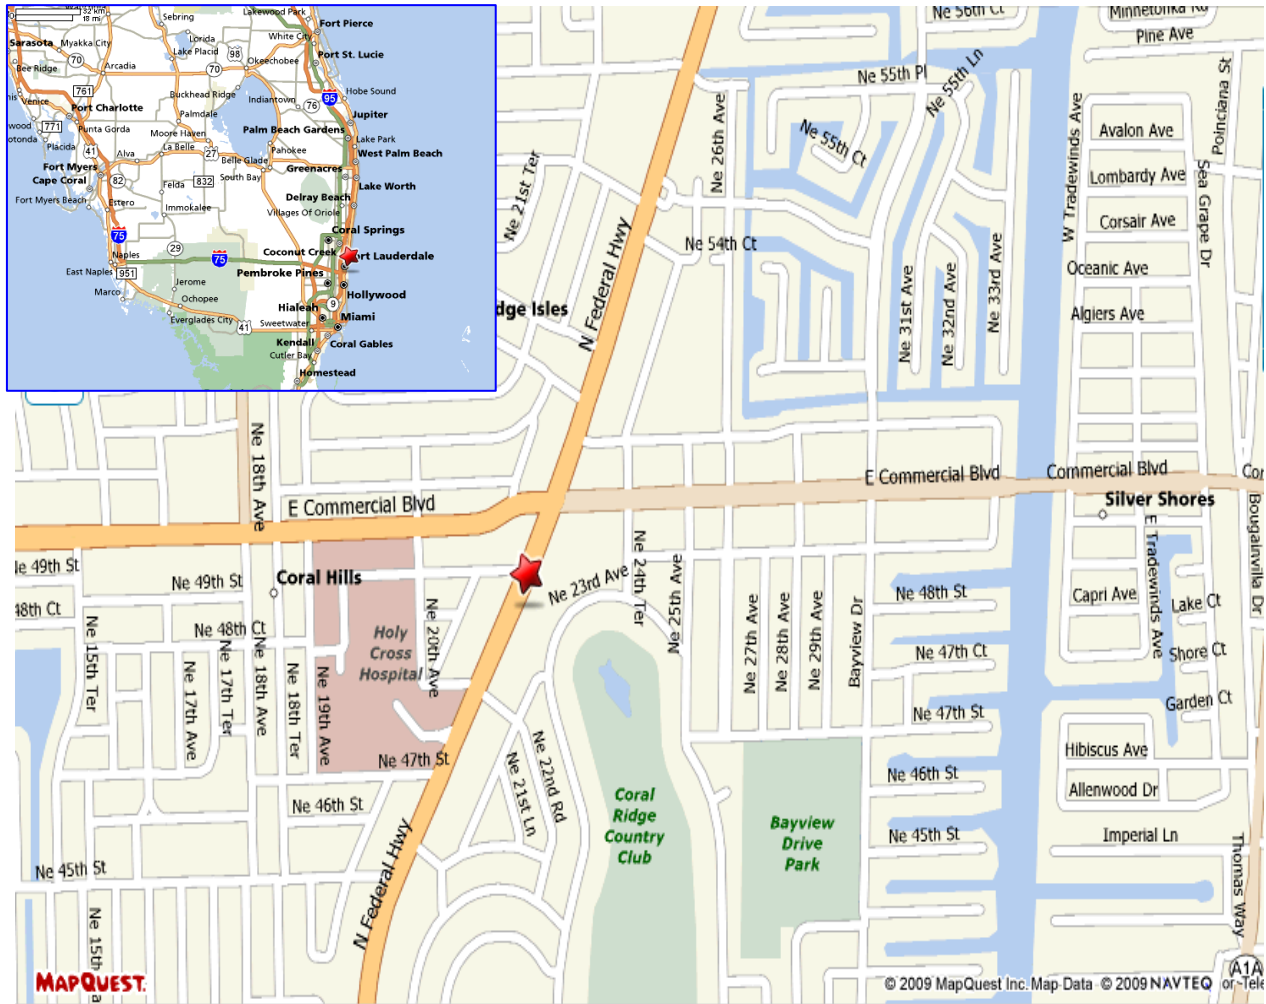 32 km
18 mi
Sebring
Lakewood Park
Fort Pierce
White City
Sarasota
Myakka City
Lorida
Lake Placid
98
Port St. Lucie
70
Okeechobee
Bee Ridge
Arcadia
70
Venice
761
Buckhead Ridge
Indiantown
95
Hobe Sound
Port Charlotte
76
Palmdale
Jupiter
771
Punta Gorda
Moore Haven
Palm Beach Gardens
Lake Park
Placida
41
Alva
La Belle
27
Pahokee
West Palm Beach
Fort Myers
Belle Glade
Greenacres
Cape Coral
82
Felda
832
South Bay
Lake Worth
Fort Myers Beach
Estero
Immokalee
Delray Beach
Villages Of Oriole
75
29
Coral Springs
Naples
75
Coconut Creek
ort Lauderdale
East Naples
951
Pembroke Pines
Marco
Jerome
Ochopee
Hollywood
Hialeah
9
Everglades City
41
Sweetwater
Miami
Kendall
Coral Gables
Cutler Bay
Homestead
Ne 56th Ct
Minnetonka Rd
Pine Ave
Ne 55th Pl
Ne 55th Ln
Ne 55th Ct
Ne 26th Ave
Ne 21st Ter
W Tradewinds Ave
Poinciana St
Avalon Ave
Lombardy Ave
Sea Grape Dr
Corsair Ave
Oceanic Ave
Algiers Ave
N Federal Hwy
Ne 54th Ct
Ne 31st Ave
Ne 32nd Ave
Ne 33rd Ave
dge Isles
Ne 18th Ave
E Commercial Blvd
E Commercial Blvd
Commercial Blvd
Silver Shores
Bougainvilla Dr
E Tradewinds Ave
Ne 49th St
Ne 49th St
Coral Hills
Ne 23rd Ave
Ne 24th Ter
Ne 25th Ave
48th Ct
Ne 48th Ct
Ne 48th St
Capri Ave
Lake Ct
Ne 15th Ter
Ne 17th Ave
Ne 17th Ter
Ne 18th Ave
Ne 18th Ter
Ne 19th Ave
Holy
Cross
Hospital
Ne 20th Ave
Ne 27th Ave
Ne 28th Ave
Ne 29th Ave
Bayview Dr
Ne 47th Ct
Shore Ct
Garden Ct
Ne 47th St
Ne 47th St
Hibiscus Ave
Ne 46th St
Ne 46th St
Allenwood Dr
Ne 21st Ln
Ne 22nd Rd
Coral
Ridge
Country
Club
Bayview
Drive
Park
Ne 45th St
Imperial Ln
Ne 45th St
Thomas Way
N Federal Hwy
Ne 15th
A1A
MAPQUEST.
© 2009 MapQuest Inc. Map Data © 2009 NAVTEQ or Tele